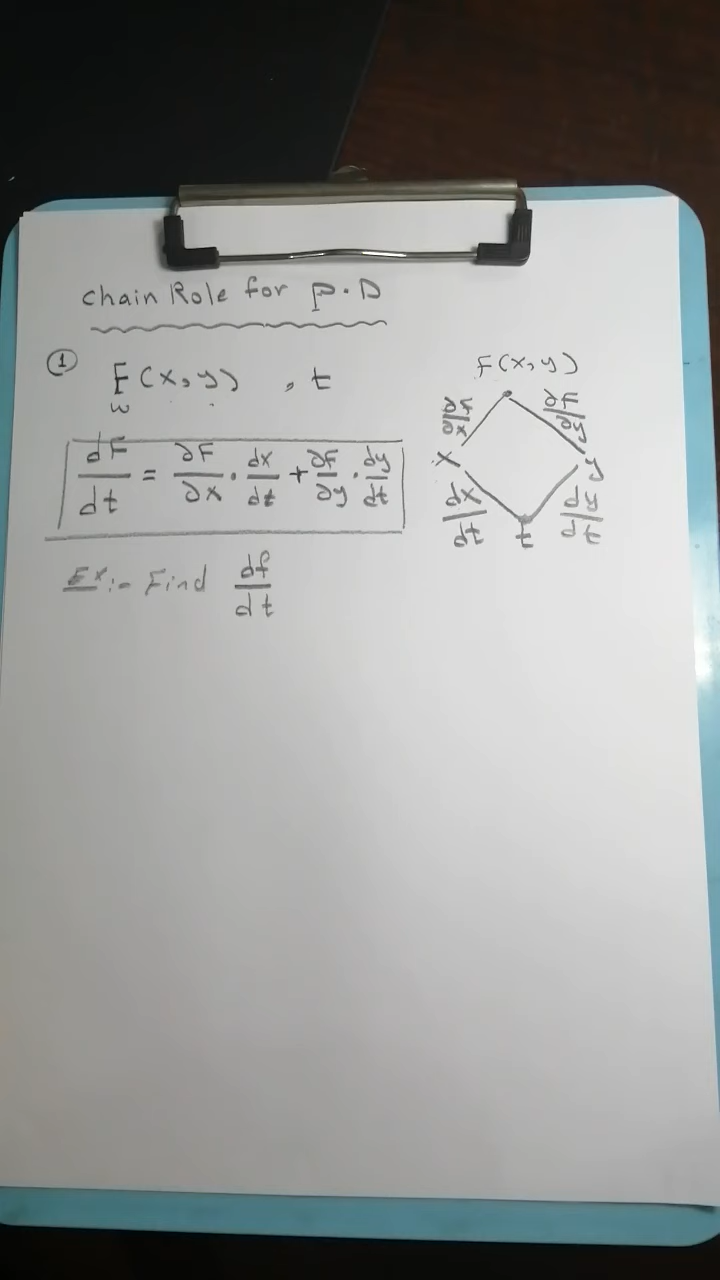 chain Role for P.D
① F(x,y) , t
w
dF/dt = ∂F/∂x . dx/dt + ∂F/∂y . dy/dt
F(x,y)
∂F/∂x ∂F/∂y
x y
dx/dt t dy/dt
Ex:- Find df/dt